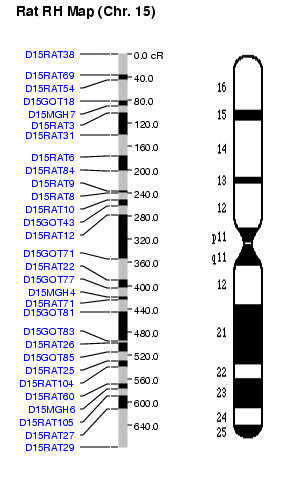 Rat RH Map (Chr. 15)
D15RAT38
D15RAT69
D15RAT54
D15GOT18
D15MGH7
D15RAT3
D15RAT31
D15RAT6
D15RAT84
D15RAT9
D15RAT8
D15RAT10
D15GOT43
D15RAT12
D15GOT71
D15RAT22
D15GOT77
D15MGH4
D15RAT71
D15GOT81
D15GOT83
D15RAT26
D15GOT85
D15RAT25
D15RAT104
D15RAT60
D15MGH6
D15RAT105
D15RAT27
D15RAT29
0.0 cR
40.0
80.0
120.0
160.0
200.0
240.0
280.0
320.0
360.0
400.0
440.0
480.0
520.0
560.0
600.0
640.0
16
15
14
13
12
p11
q11
12
21
22
23
24
25